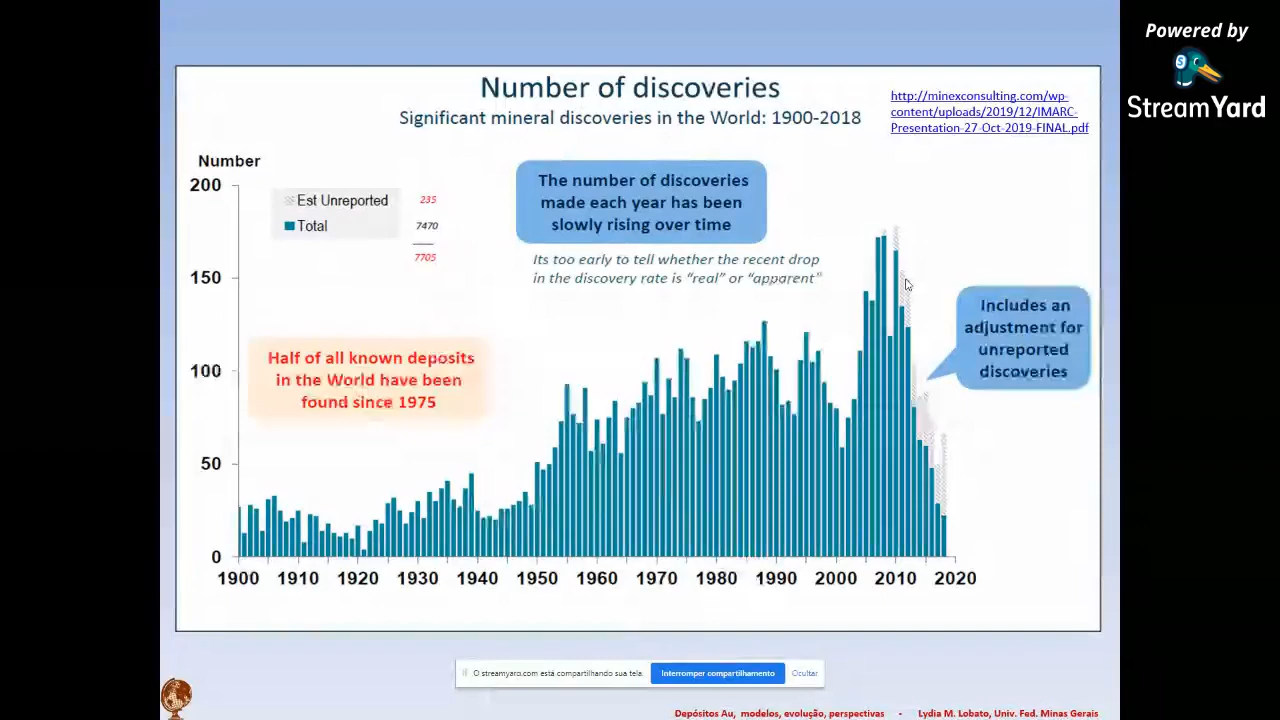 Powered by
StreamYard
Number of discoveries
Significant mineral discoveries in the World: 1900-2018
http://minexconsulting.com/wp-
content/uploads/2019/12/IMARC-
Presentation-27-Oct-2019-FINAL.pdf
Number
200
150
100
50
0
Est Unreported 235
Total 7470
7705
The number of discoveries
made each year has been
slowly rising over time
Its too early to tell whether the recent drop
in the discovery rate is “real” or “apparent”
Includes an
adjustment for
unreported
discoveries
Half of all known deposits
in the World have been
found since 1975
1900 1910 1920 1930 1940 1950 1960 1970 1980 1990 2000 2010 2020
O streamyard.com está compartilhando sua tela. Interromper compartilhamento Ocultar
Depósitos Au, modelos, evolução, perspectivas - Lydia M. Lobato, Univ. Fed. Minas Gerais